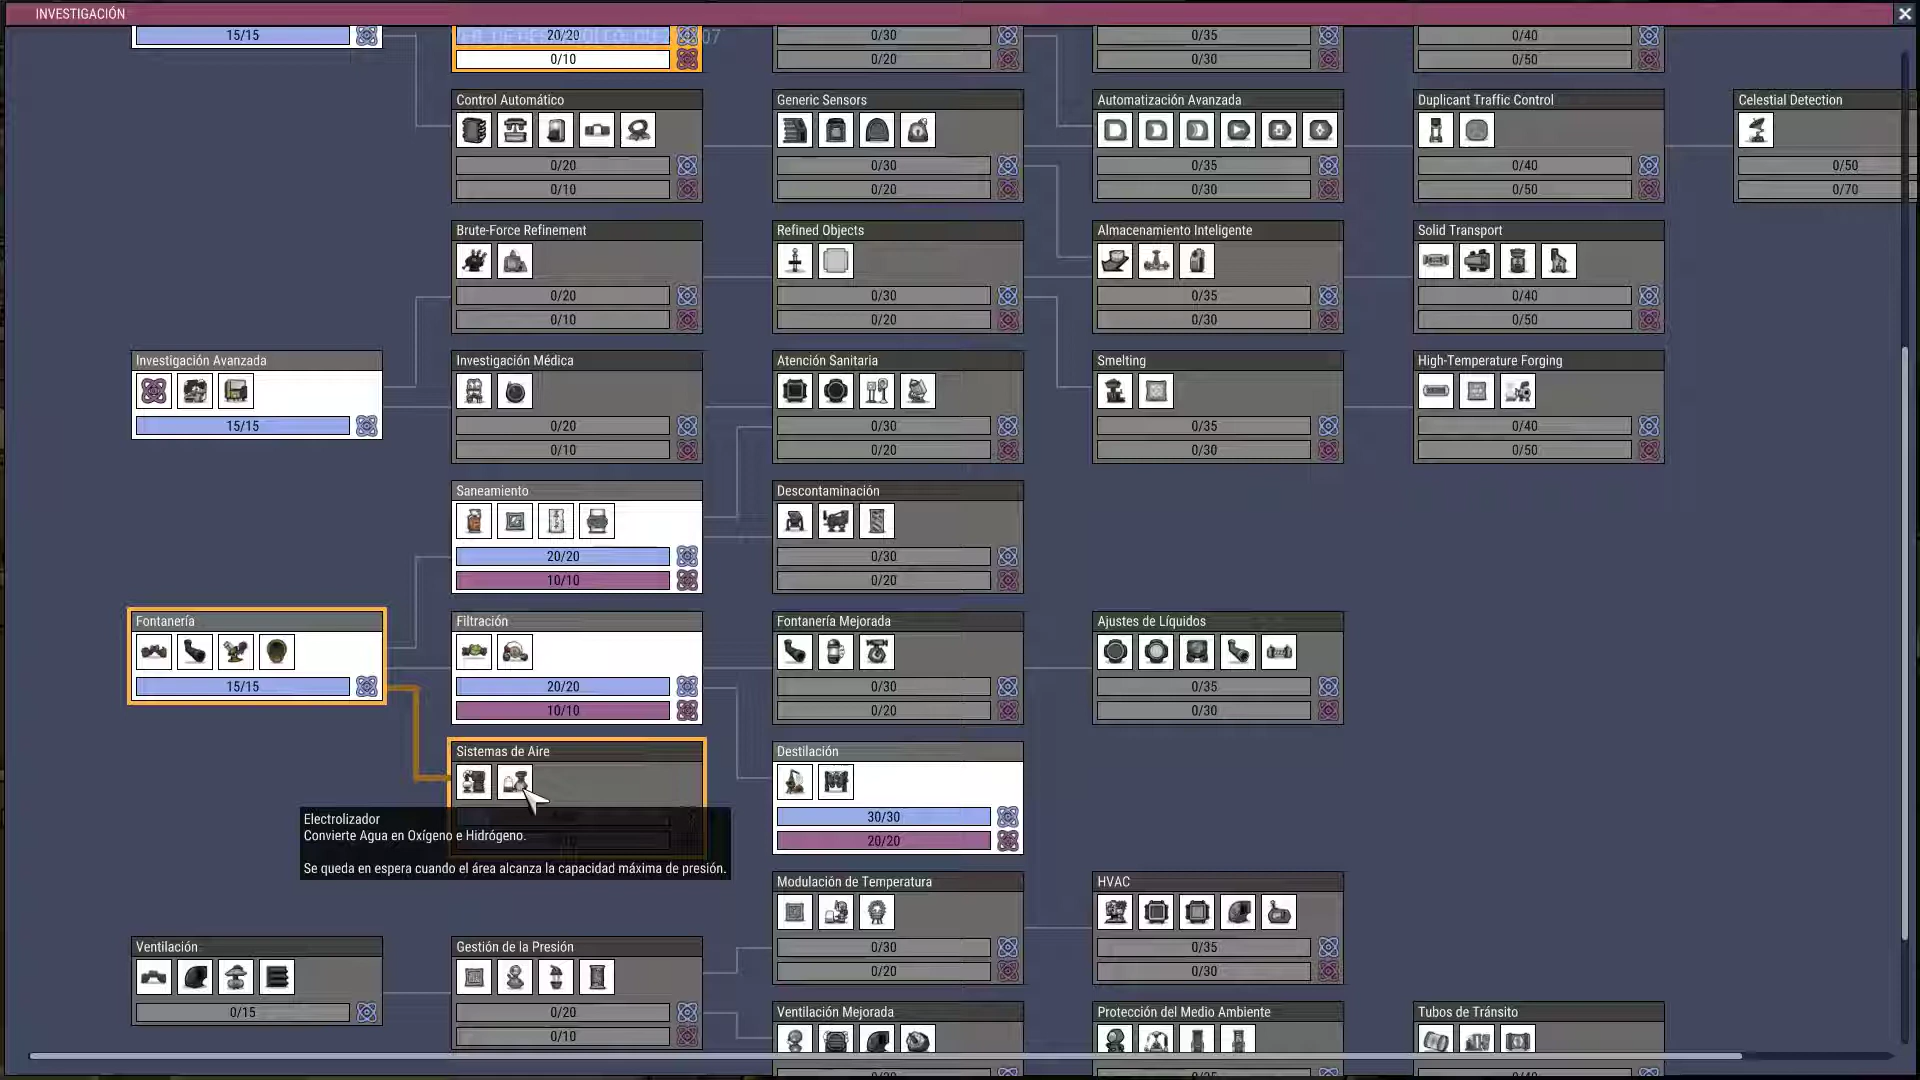 INVESTIGACIÓN
15/15
20/20
0/30
0/35
0/40
0/10
0/20
0/30
0/50
Control Automático
Generic Sensors
Automatización Avanzada
Duplicant Traffic Control
Celestial Detection
0/20
0/30
0/35
0/40
0/50
0/10
0/20
0/30
0/50
0/70
Brute-Force Refinement
Refined Objects
Almacenamiento Inteligente
Solid Transport
0/20
0/30
0/35
0/40
0/10
0/20
0/30
0/50
Investigación Avanzada
Investigación Médica
Atención Sanitaria
Smelting
High-Temperature Forging
15/15
0/20
0/30
0/35
0/40
0/10
0/20
0/30
0/50
Saneamiento
Descontaminación
20/20
0/30
10/10
0/20
Fontanería
Filtración
Fontanería Mejorada
Ajustes de Líquidos
15/15
20/20
0/30
0/35
10/10
0/20
0/30
Sistemas de Aire
Destilación
Electrolizador
Convierte Agua en Oxígeno e Hidrógeno.
Se queda en espera cuando el área alcanza la capacidad máxima de presión.
30/30
20/20
Modulación de Temperatura
HVAC
0/30
0/35
0/20
0/30
Ventilación
Gestión de la Presión
0/15
0/20
0/10
Ventilación Mejorada
Protección del Medio Ambiente
Tubos de Tránsito